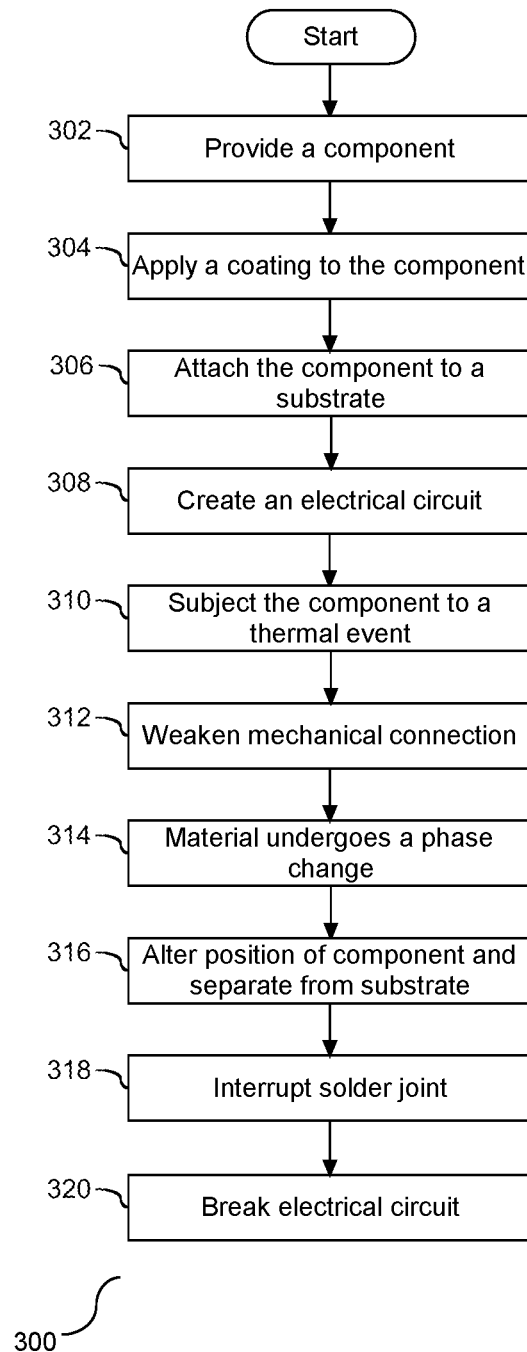 Start
302
Provide a component
304
Apply a coating to the component
306
Attach the component to a
substrate
308
Create an electrical circuit
310
Subject the component to a
thermal event
312
Weaken mechanical connection
314
Material undergoes a phase
change
316
Alter position of component and
separate from substrate
318
Interrupt solder joint
320
Break electrical circuit
300